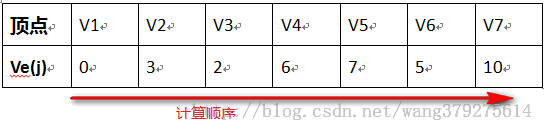 顶点 V1 V2 V3 V4 V5 V6 V7
Ve(j) 0 3 2 6 7 5 10
计算顺序
://blog.csdn.net/wang379275614